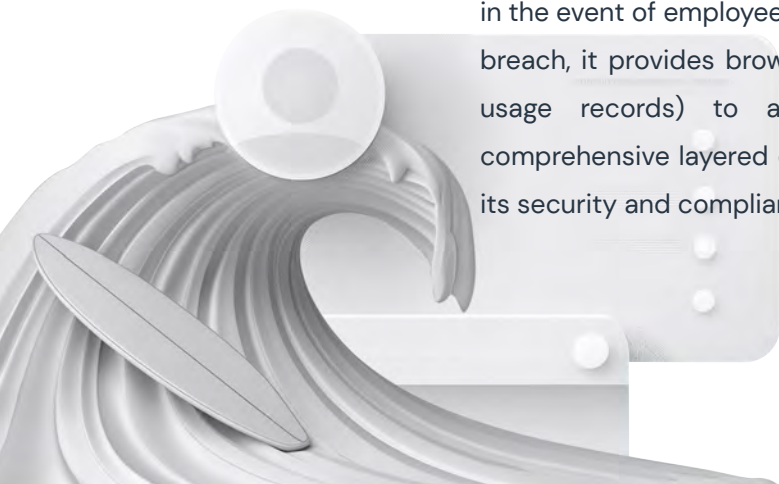 in the event of employee
breach, it provides brow
usage records) to a
comprehensive layered
its security and complian